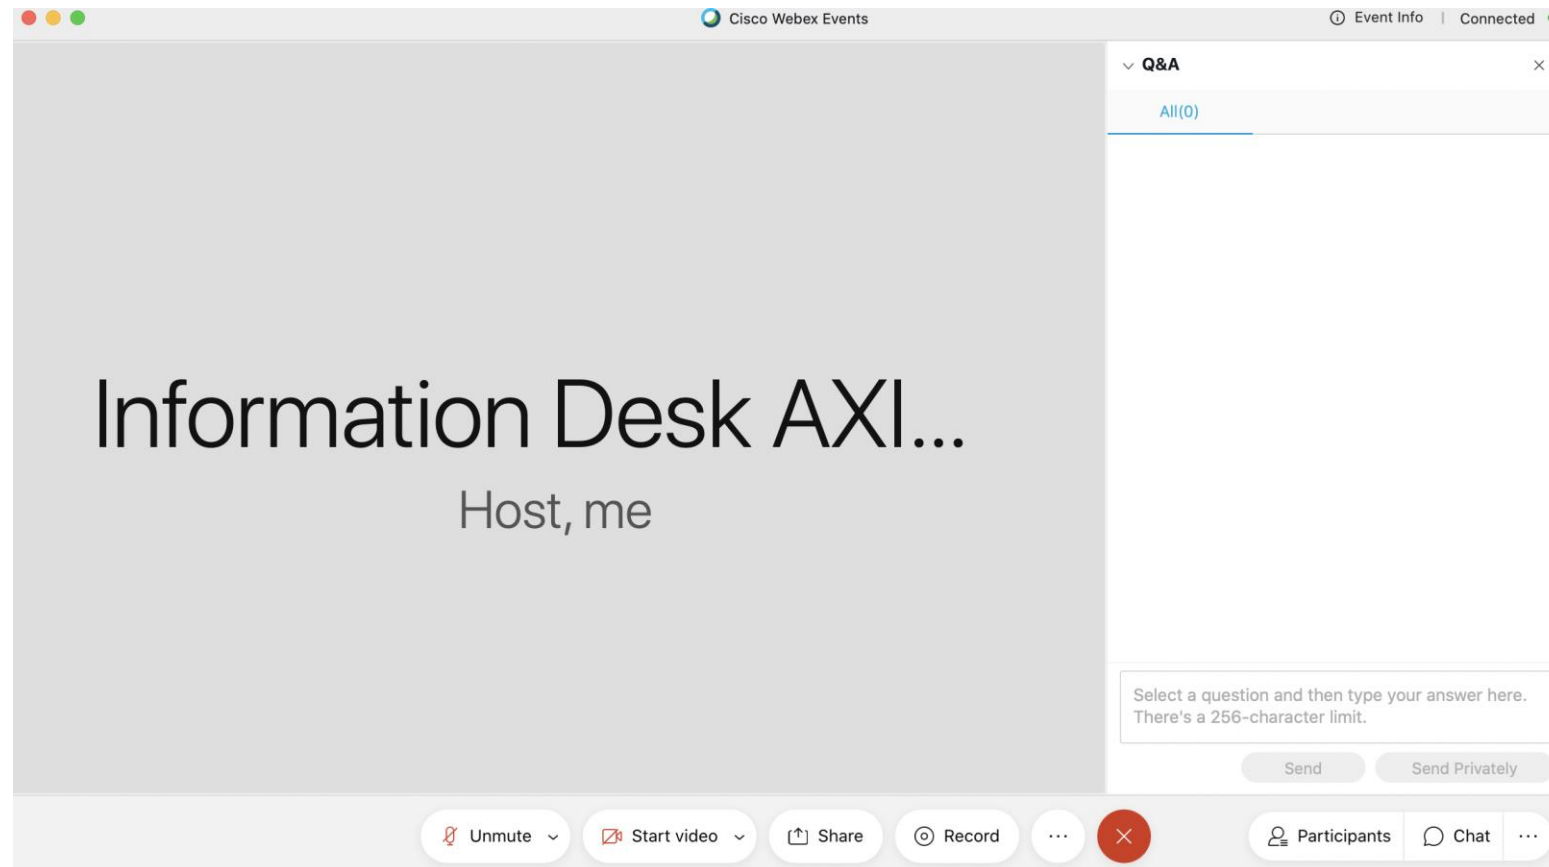 Cisco Webex Events
Event Info
Connected
Q&A
All(0)
Information Desk AXI...
Host, me
Select a question and then type your answer here.
There's a 256-character limit.
Send
Send Privately
Unmute
Start video
Share
Record
Participants
Chat